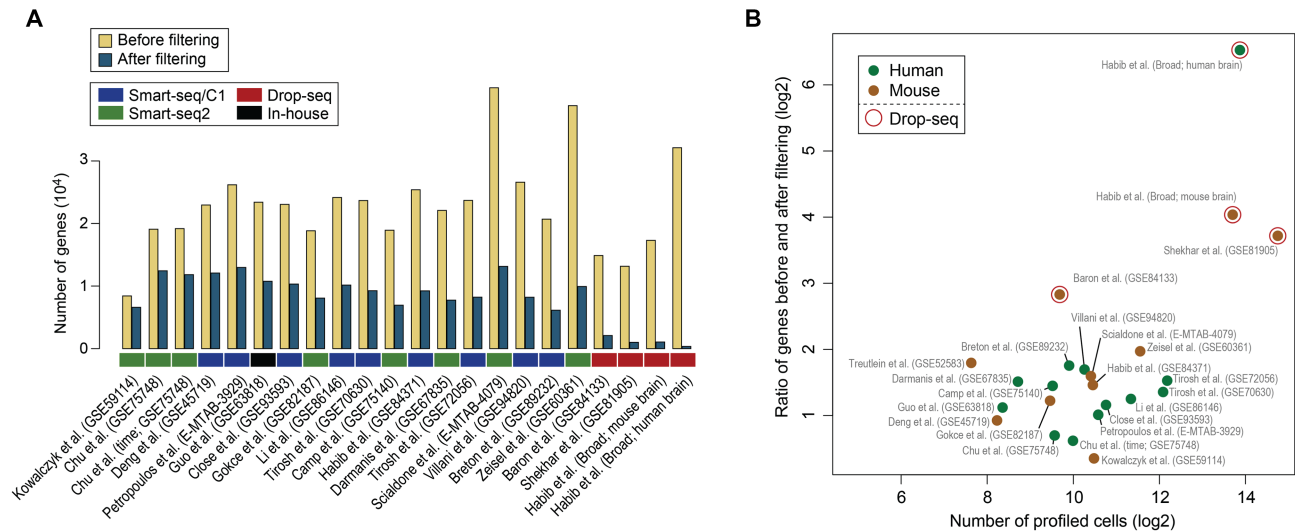 A
Before filtering
After filtering
Smart-seq/C1
Drop-seq
Smart-seq2
In-house
Number of genes (10⁴)
3
2
1
0
Kowalczyk et al. (GSE59114)
Chu et al. (GSE75748)
Chu et al. (time; GSE75748)
Deng et al. (GSE45719)
Petropoulos et al. (E-MTAB-3929)
Guo et al. (GSE63818)
Close et al. (GSE93593)
Gokce et al. (GSE82187)
Li et al. (GSE86146)
Tirosh et al. (GSE70630)
Camp et al. (GSE75140)
Habib et al. (GSE84371)
Darmanis et al. (GSE67835)
Tirosh et al. (GSE72056)
Scialdone et al. (E-MTAB-4079)
Villani et al. (GSE94820)
Breton et al. (GSE89232)
Zeisel et al. (GSE60361)
Baron et al. (GSE84133)
Shekhar et al. (GSE81905)
Habib et al. (Broad; mouse brain)
Habib et al. (Broad; human brain)
B
Ratio of genes before and after filtering (log2)
6
5
4
3
2
1
Human
Mouse
Drop-seq
Habib et al. (Broad; human brain)
Habib et al. (Broad; mouse brain)
Shekhar et al. (GSE81905)
Baron et al. (GSE84133)
Villani et al. (GSE94820)
Scialdone et al. (E-MTAB-4079)
Breton et al. (GSE89232)
Zeisel et al. (GSE60361)
Treutlein et al. (GSE52583)
Habib et al. (GSE84371)
Darmanis et al. (GSE67835)
Tirosh et al. (GSE72056)
Camp et al. (GSE75140)
Tirosh et al. (GSE70630)
Guo et al. (GSE63818)
Li et al. (GSE86146)
Deng et al. (GSE45719)
Close et al. (GSE93593)
Gokce et al. (GSE82187)
Petropoulos et al. (E-MTAB-3929)
Chu et al. (GSE75748)
Chu et al. (time; GSE75748)
Kowalczyk et al. (GSE59114)
6
8
10
12
14
Number of profiled cells (log2)